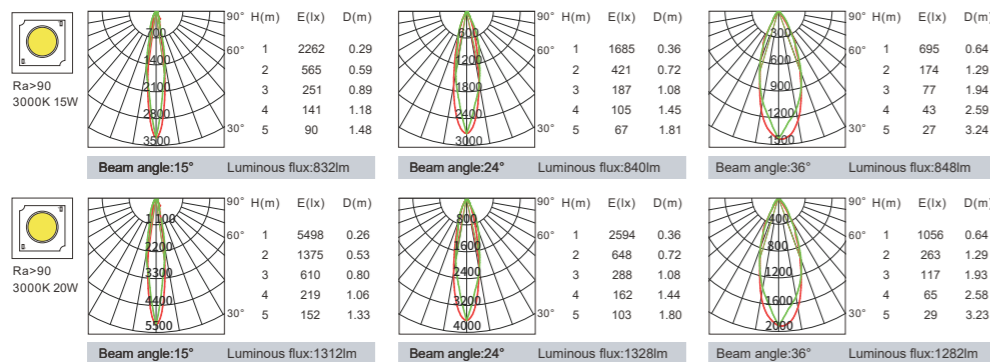 Ra>90
3000K 15W
700
1400
2100
2800
3500
90°
60°
30°
H(m) E(lx) D(m)
1 2262 0.29
2 565 0.59
3 251 0.89
4 141 1.18
5 90 1.48
Beam angle:15° Luminous flux:832lm
600
1200
1800
2400
3000
90°
60°
30°
H(m) E(lx) D(m)
1 1685 0.36
2 421 0.72
3 187 1.08
4 105 1.45
5 67 1.81
Beam angle:24° Luminous flux:840lm
300
600
900
1200
1500
90°
60°
30°
H(m) E(lx) D(m)
1 695 0.64
2 174 1.29
3 77 1.94
4 43 2.59
5 27 3.24
Beam angle:36° Luminous flux:848lm
Ra>90
3000K 20W
1100
2200
3300
4400
5500
90°
60°
30°
H(m) E(lx) D(m)
1 5498 0.26
2 1375 0.53
3 610 0.80
4 219 1.06
5 152 1.33
Beam angle:15° Luminous flux:1312lm
800
1600
2400
3200
4000
90°
60°
30°
H(m) E(lx) D(m)
1 2594 0.36
2 648 0.72
3 288 1.08
4 162 1.44
5 103 1.80
Beam angle:24° Luminous flux:1328lm
400
800
1200
1600
2000
90°
60°
30°
H(m) E(lx) D(m)
1 1056 0.64
2 263 1.29
3 117 1.93
4 65 2.58
5 29 3.23
Beam angle:36° Luminous flux:1282lm